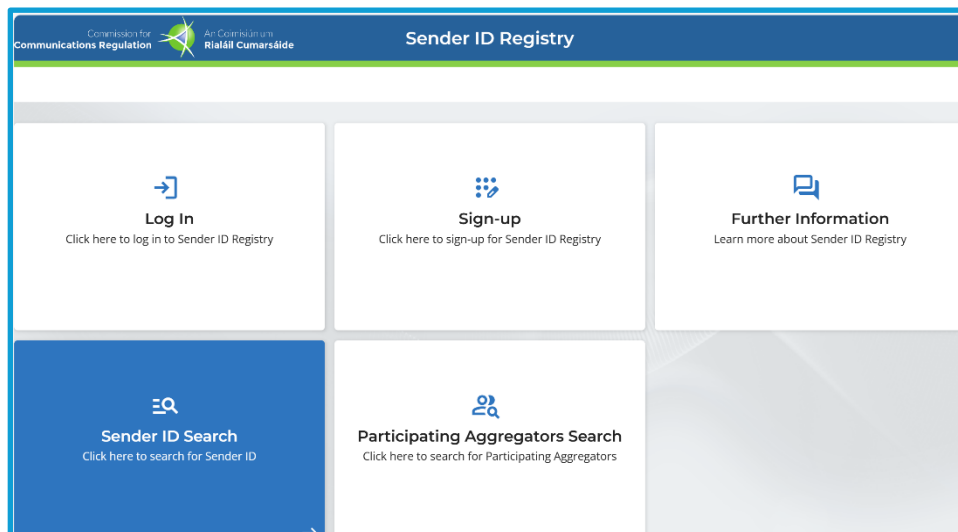 Commission for
Communications Regulation
An Coimisiún um
Rialáil Cumarsáide
Sender ID Registry
Log In
Click here to log in to Sender ID Registry
Sign-up
Click here to sign-up for Sender ID Registry
Further Information
Learn more about Sender ID Registry
Sender ID Search
Click here to search for Sender ID
Participating Aggregators Search
Click here to search for Participating Aggregators